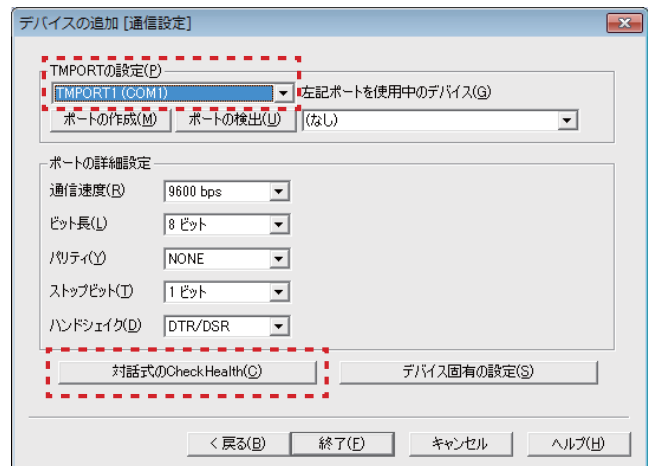 デバイスの追加 [通信設定]
TMPORTの設定(P)
TMPORT1 (COM1) 左記ポートを使用中のデバイス(G)
ポートの作成(M) ポートの検出(U) (なし)
ポートの詳細設定
通信速度(R) 9600 bps
ビット長(L) 8 ビット
パリティ(Y) NONE
ストップビット(T) 1 ビット
ハンドシェイク(D) DTR/DSR
対話式のCheckHealth(C) デバイス固有の設定(S)
< 戻る(B) 終了(F) キャンセル ヘルプ(H)